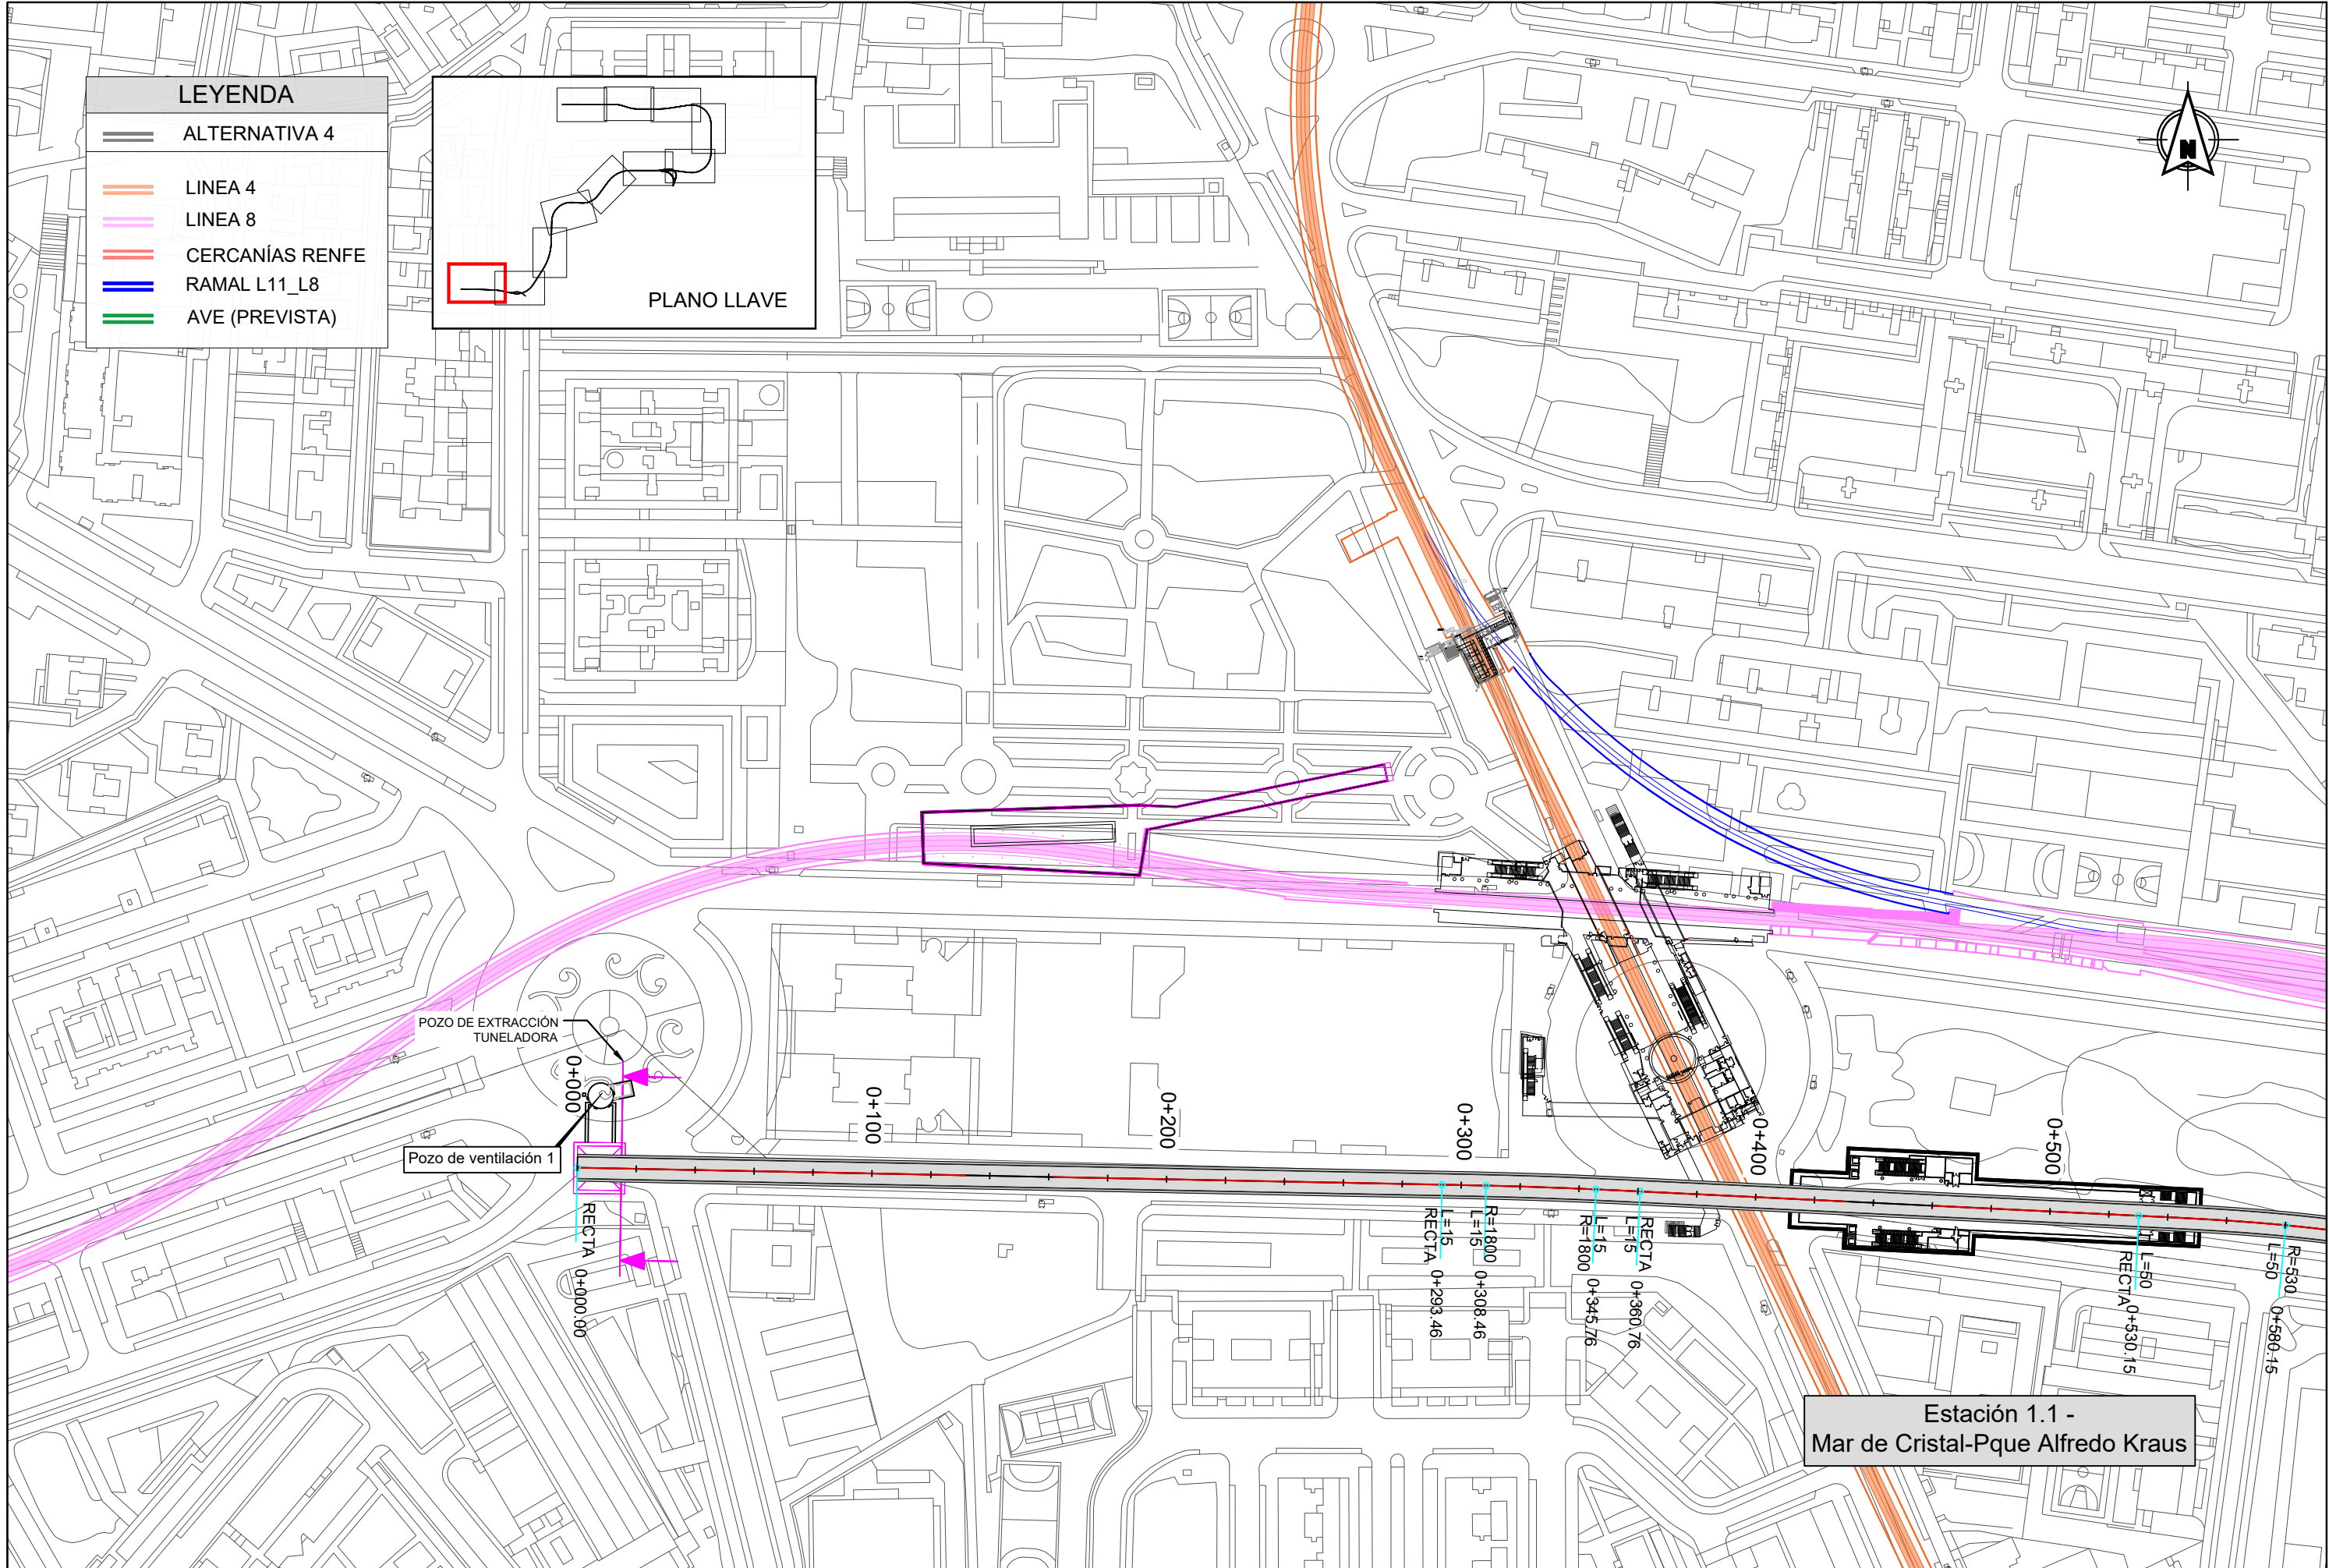 LEYENDA
ALTERNATIVA 4
LINEA 4
LINEA 8
CERCANÍAS RENFE
RAMAL L11_L8
AVE (PREVISTA)
PLANO LLAVE
N
POZO DE EXTRACCIÓN
TUNELADORA
Pozo de ventilación 1
0+000
0+100
0+200
0+300
0+400
0+500
RECTA 0+000.00
L=15
RECTA 0+293.46
R=1800
L=15 0+308.46
L=15
R=1800 0+345.76
RECTA
L=15 0+360.76
L=50
RECTA 0+530.15
R=530
L=50 0+580.15
Estación 1.1 -
Mar de Cristal-Pque Alfredo Kraus